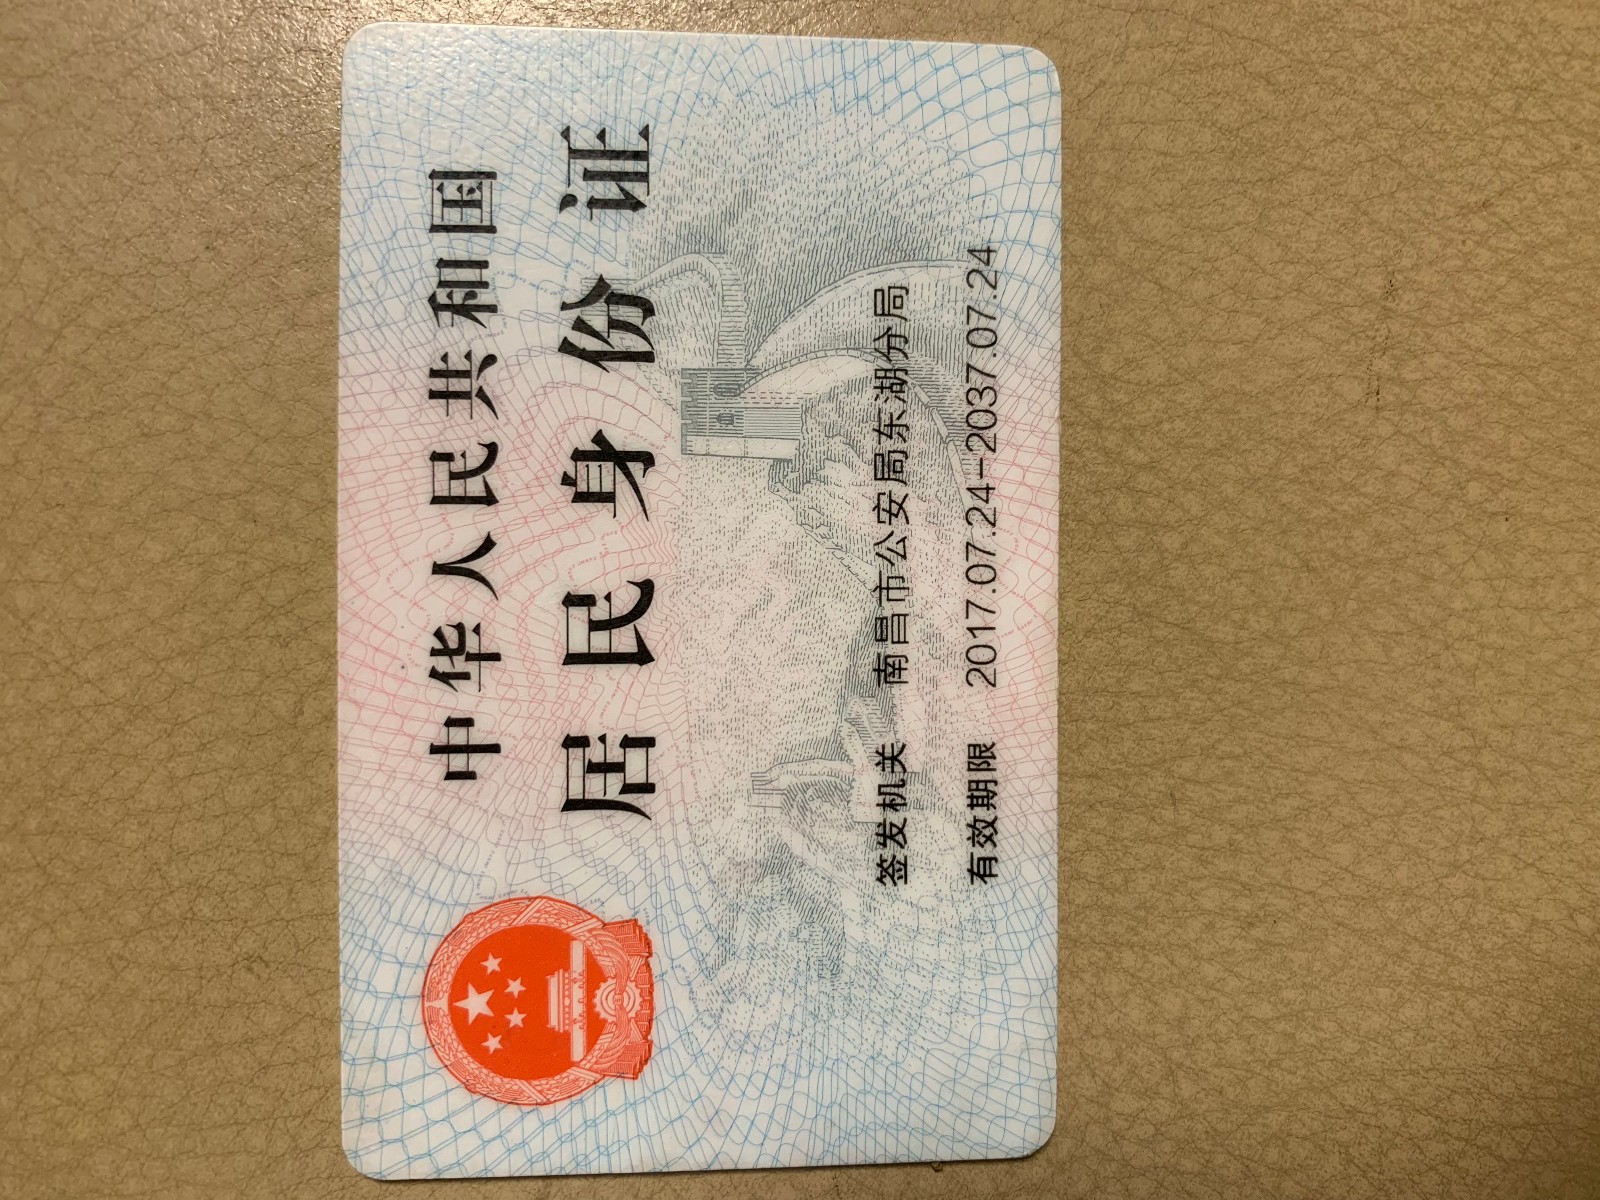 中华人民共和国
居民身份证
签发机关 南昌市公安局东湖分局
有效期限 2017.07.24-2037.07.24